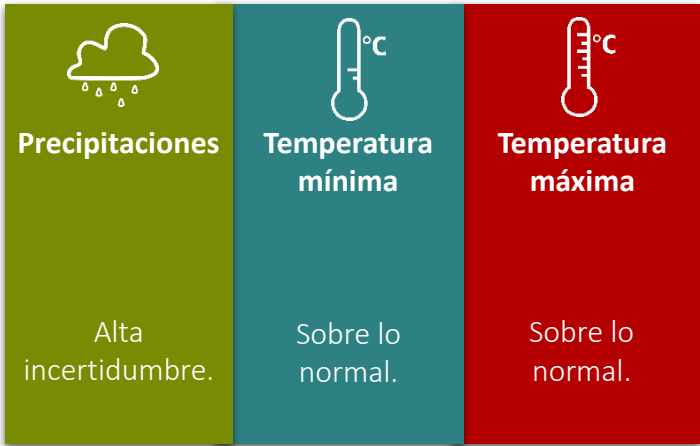 Precipitaciones
Alta
incertidumbre.
°C
Temperatura
mínima
Sobre lo
normal.
°C
Temperatura
máxima
Sobre lo
normal.